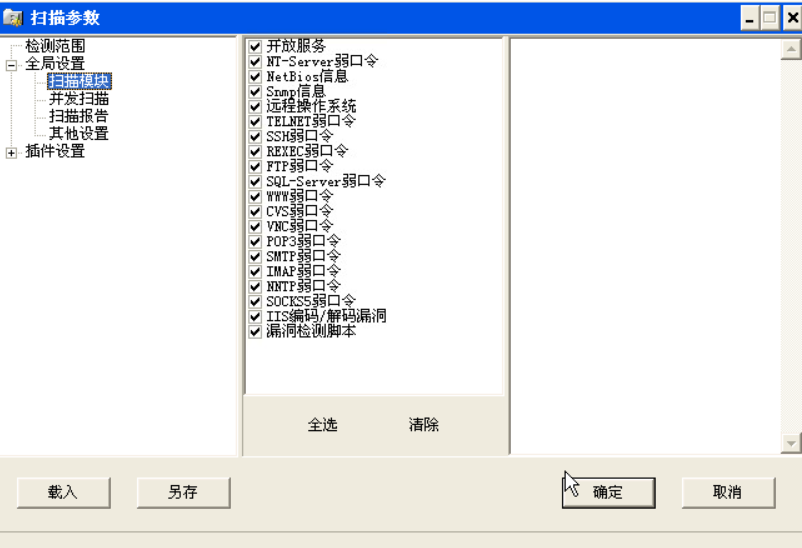 扫描参数
检测范围
全局设置
扫描模块
并发扫描
扫描报告
其他设置
插件设置
开放服务
NT-Server弱口令
NetBios信息
Snmp信息
远程操作系统
TELNET弱口令
SSH弱口令
REXEC弱口令
FTP弱口令
SQL-Server弱口令
WWW弱口令
CVS弱口令
VNC弱口令
POP3弱口令
SMTP弱口令
IMAP弱口令
NNTP弱口令
SOCKS5弱口令
IIS编码/解码漏洞
漏洞检测脚本
全选 清除
载入 另存 确定 取消